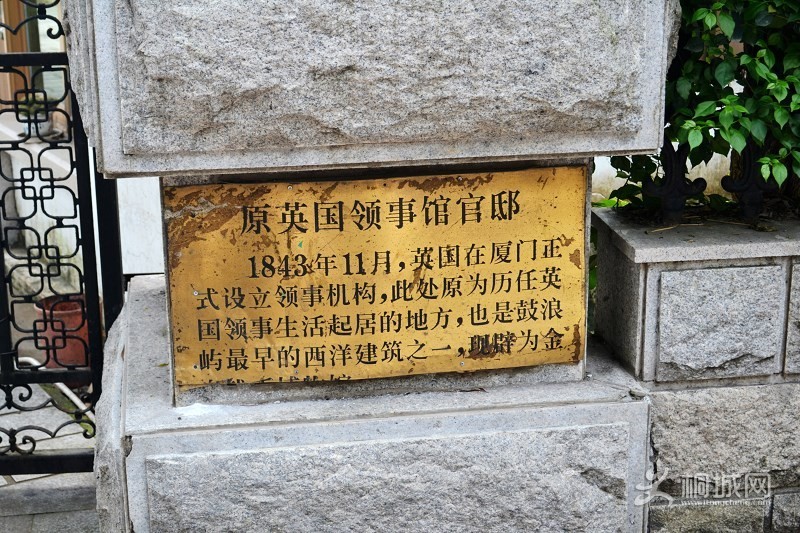 原英国领事馆官邸
1843年11月，英国在厦门正
式设立领事机构，此处原为历任英
国领事生活起居的地方，也是鼓浪
屿最早的西洋建筑之一，现辟为金
桐城网
www.itongcheng.com